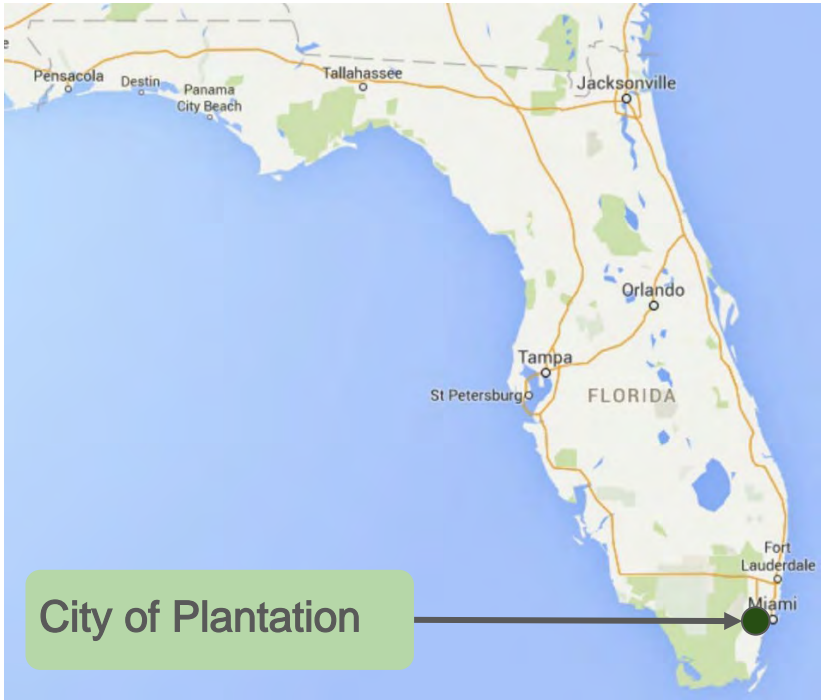 e
Pensacola
Destin
Panama
City Beach
Tallahassee
Jacksonville
Orlando
Tampa
St Petersburg
FLORIDA
Fort
Lauderdale
Miami
City of Plantation